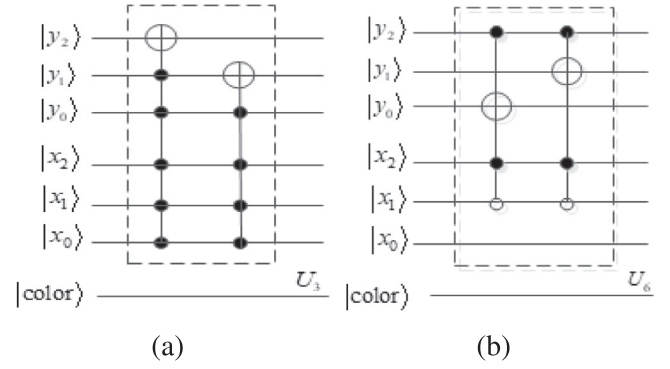 |y₂⟩
|y₁⟩
|y₀⟩
|x₂⟩
|x₁⟩
|x₀⟩
|color⟩
U₃
(a)
|y₂⟩
|y₁⟩
|y₀⟩
|x₂⟩
|x₁⟩
|x₀⟩
|color⟩
U₆
(b)